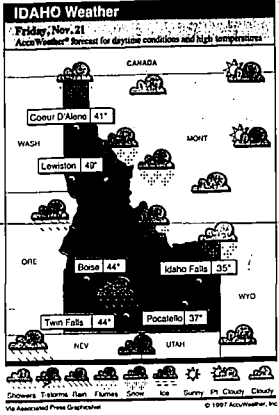 IDAHO Weather
Friday, Nov. 21
AccuWeather® forecast for daytime conditions and high temperatures
CANADA
Coeur D'Alene 41°
WASH
MONT
Lewiston 49°
ORE
Boise 44°
Idaho Falls 35°
WYO
Twin Falls 44°
Pocatello 37°
NEV
UTAH
Showers T-storms Rain Flurries Snow Ice Sunny Pt. Cloudy Cloudy
Via Associated Press GraphicsNet
© 1997 AccuWeather, Inc.